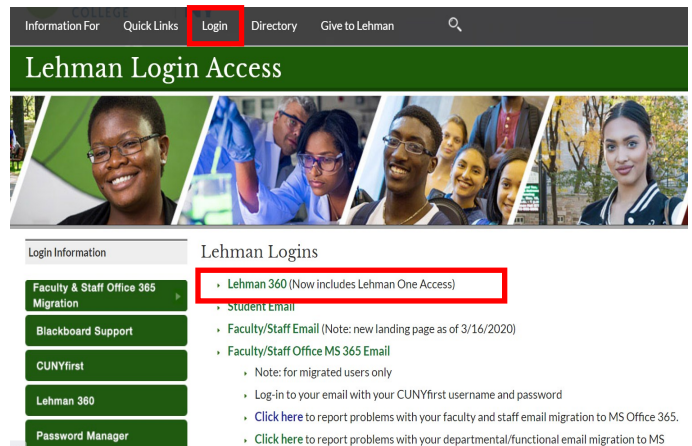 COLLEGE
Information For Quick Links Login Directory Give to Lehman
Lehman Login Access
Login Information
Faculty & Staff Office 365
Migration
Blackboard Support
CUNYfirst
Lehman 360
Password Manager
Lehman Logins
Lehman 360 (Now includes Lehman One Access)
Student Email
Faculty/Staff Email (Note: new landing page as of 3/16/2020)
Faculty/Staff Office MS 365 Email
Note: for migrated users only
Log-in to your email with your CUNYfirst username and password
Click here to report problems with your faculty and staff email migration to MS Office 365.
Click here to report problems with your departmental/functional email migration to MS